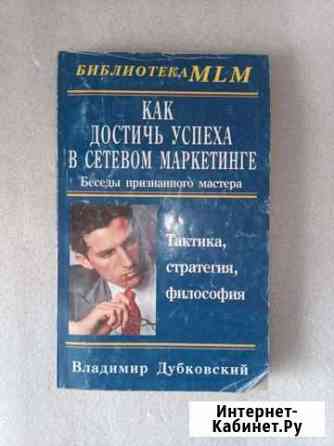 БИБЛИОТЕКА MLM
КАК
ДОСТИЧЬ УСПЕХА
В СЕТЕВОМ МАРКЕТИНГЕ
Беседы признанного мастера
Тактика,
стратегия,
философия
Владимир Дубковский
Интернет-
Кабинет.Ру